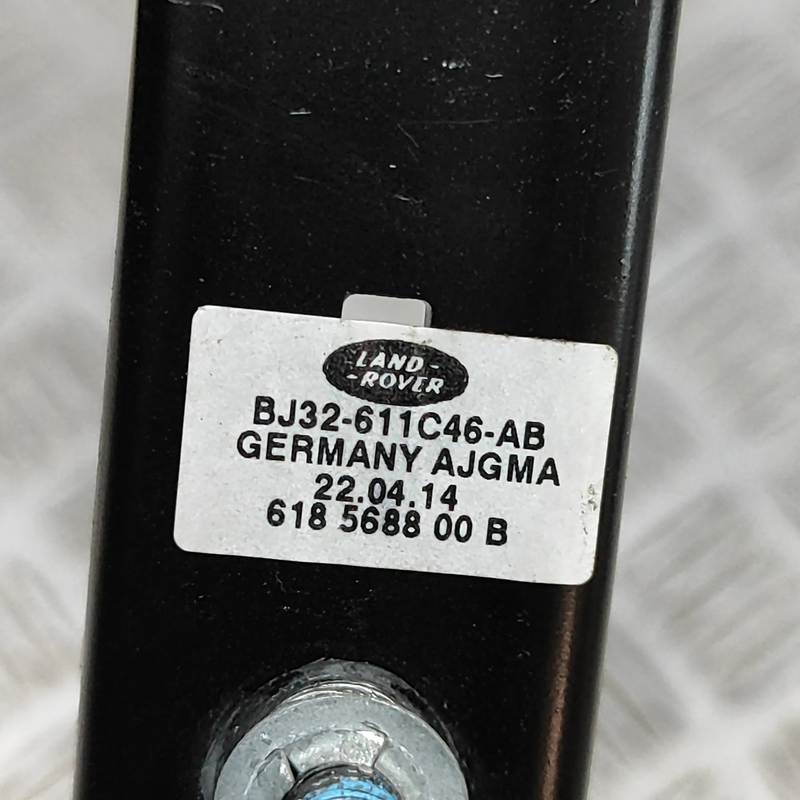 LAND-
-ROVER
BJ32-611C46-AB
GERMANY AJGMA
22.04.14
618 5688 00 B